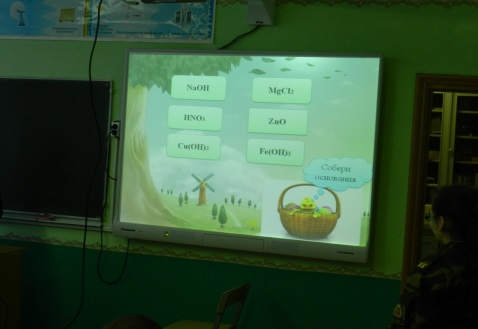 NaOH
MgCl₂
HNO₃
ZnO
Cu(OH)₂
Fe(OH)₃
Собери
основания